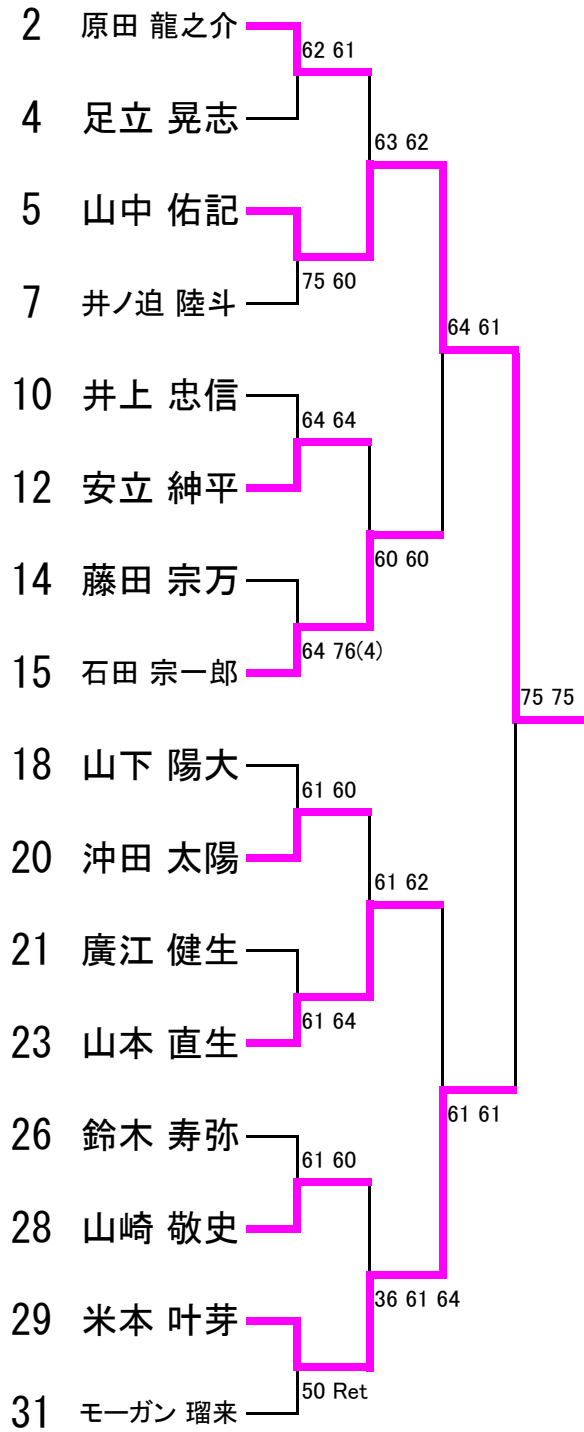 2 原田 龍之介
62 61
4 足立 晃志
63 62
5 山中 佑記
75 60
7 井ノ迫 陸斗
64 61
10 井上 忠信
64 64
12 安立 紳平
60 60
14 藤田 宗万
64 76(4)
15 石田 宗一郎
75 75
18 山下 陽大
61 60
20 沖田 太陽
61 62
21 廣江 健生
61 64
23 山本 直生
61 61
26 鈴木 寿弥
61 60
28 山崎 敬史
36 61 64
29 米本 叶芽
50 Ret
31 モーガン 瑠来